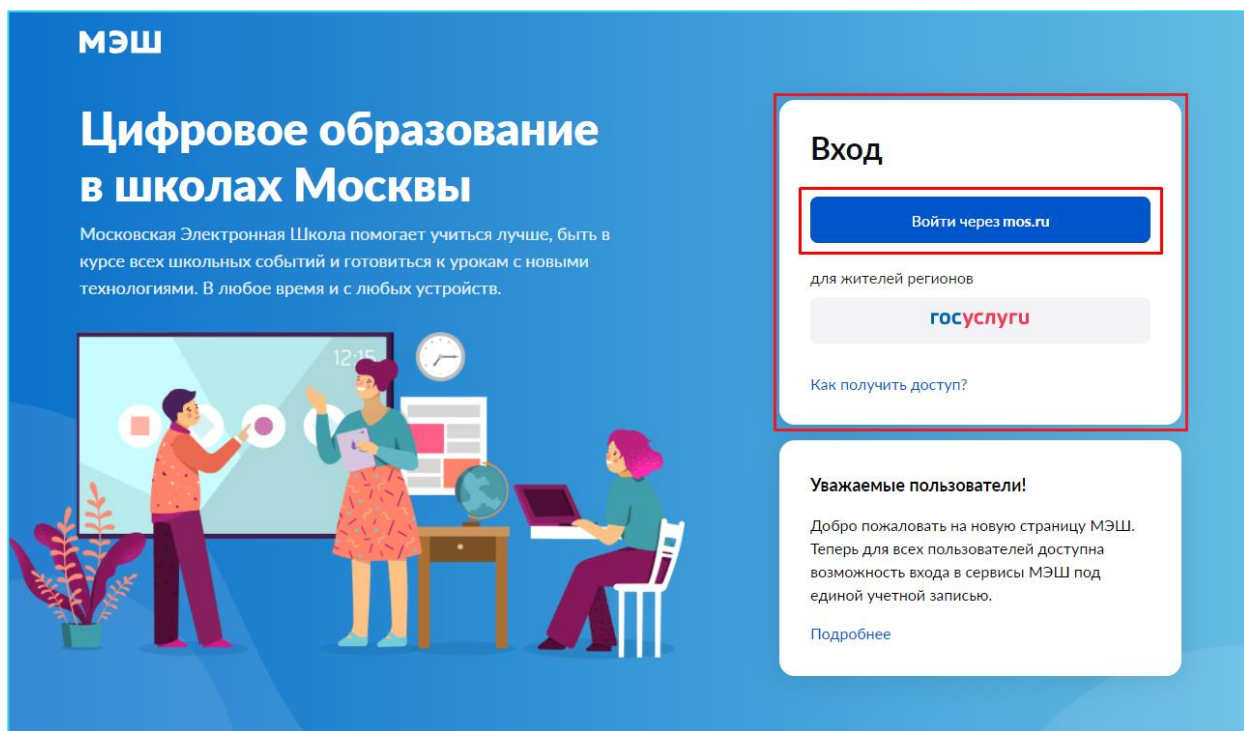 МЭШ
Цифровое образование
в школах Москвы
Московская Электронная Школа помогает учиться лучше, быть в
курсе всех школьных событий и готовиться к урокам с новыми
технологиями. В любое время и с любых устройств.
12:15
Вход
Войти через mos.ru
для жителей регионов
госуслуги
Как получить доступ?
Уважаемые пользователи!
Добро пожаловать на новую страницу МЭШ.
Теперь для всех пользователей доступна
возможность входа в сервисы МЭШ под
единой учетной записью.
Подробнее